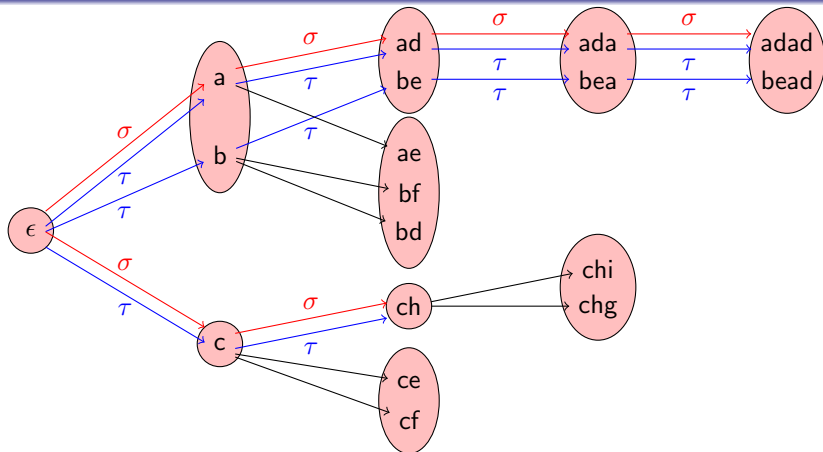 σ σ
ad ada adad
σ
τ τ
a be bea bead
τ τ τ
σ
τ
b ae
τ bf
τ
bd
ϵ
σ chi
τ σ ch chg
c τ
ce
cf